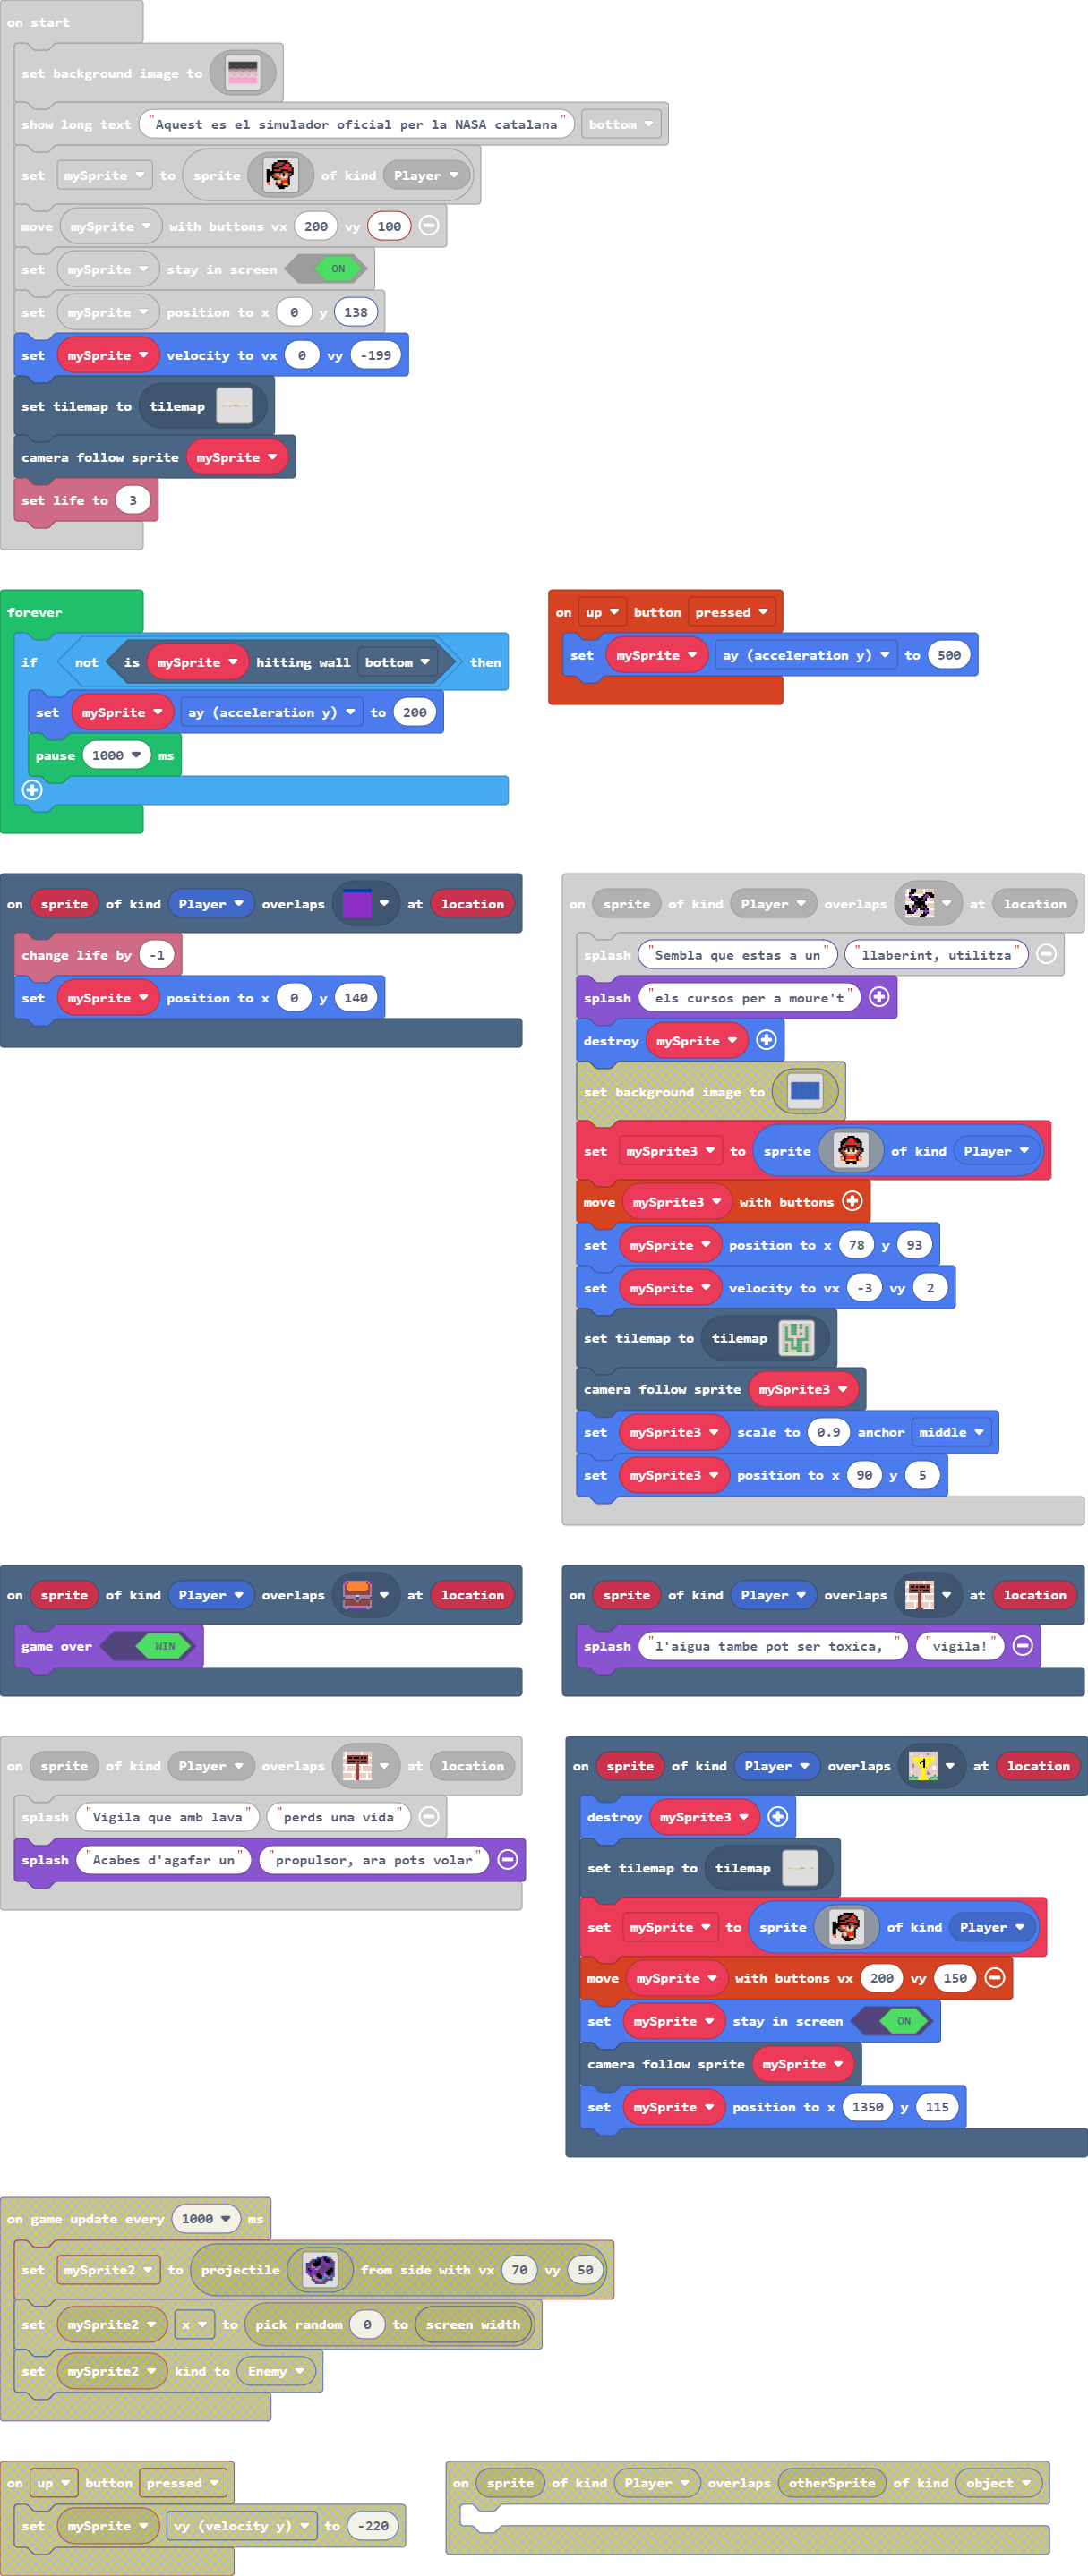 on start
set background image to
show long text "Aquest es el simulador oficial per la NASA catalana" bottom
set mySprite to sprite of kind Player
move mySprite with buttons vx 200 vy 100
set mySprite stay in screen ON
set mySprite position to x 0 y 138
set mySprite velocity to vx 0 vy -199
set tilemap to tilemap
camera follow sprite mySprite
set life to 3
forever
if not is mySprite hitting wall bottom then
set mySprite ay (acceleration y) to 200
pause 1000 ms
on up button pressed
set mySprite ay (acceleration y) to 500
on sprite of kind Player overlaps at location
change life by -1
set mySprite position to x 0 y 140
on sprite of kind Player overlaps at location
splash "Sembla que estas a un" "llaberint, utilitza"
splash "els cursos per a moure't"
destroy mySprite
set background image to
set mySprite3 to sprite of kind Player
move mySprite3 with buttons
set mySprite position to x 78 y 93
set mySprite velocity to vx -3 vy 2
set tilemap to tilemap
camera follow sprite mySprite3
set mySprite3 scale to 0.9 anchor middle
set mySprite3 position to x 90 y 5
on sprite of kind Player overlaps at location
game over WIN
on sprite of kind Player overlaps at location
splash "l'aigua tambe pot ser toxica, " "vigila!"
on sprite of kind Player overlaps at location
splash "Vigila que amb lava" "perds una vida"
splash "Acabes d'agafar un" "propulsor, ara pots volar"
on sprite of kind Player overlaps 1 at location
destroy mySprite3
set tilemap to tilemap
set mySprite to sprite of kind Player
move mySprite with buttons vx 200 vy 150
set mySprite stay in screen ON
camera follow sprite mySprite
set mySprite position to x 1350 y 115
on game update every 1000 ms
set mySprite2 to projectile from side with vx 70 vy 50
set mySprite2 x to pick random 0 to screen width
set mySprite2 kind to Enemy
on up button pressed
set mySprite vy (velocity y) to -220
on sprite of kind Player overlaps otherSprite of kind object